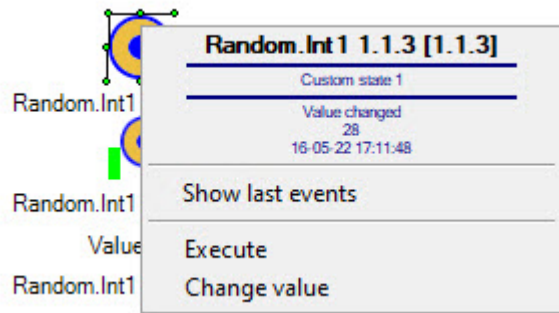 Random.Int1 1.1.3 [1.1.3]
Custom state 1
Value changed
28
16-05-22 17:11:48
Show last events
Execute
Change value
Random.Int1
Random.Int1
Value
Random.Int1